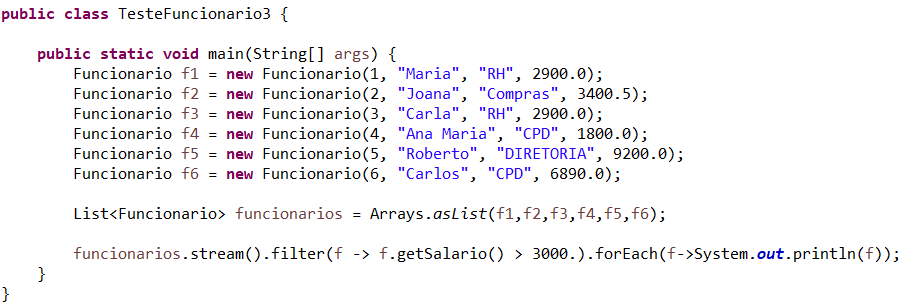 public class TesteFuncionario3 {
public static void main(String[] args) {
Funcionario f1 = new Funcionario(1, "Maria", "RH", 2900.0);
Funcionario f2 = new Funcionario(2, "Joana", "Compras", 3400.5);
Funcionario f3 = new Funcionario(3, "Carla", "RH", 2900.0);
Funcionario f4 = new Funcionario(4, "Ana Maria", "CPD", 1800.0);
Funcionario f5 = new Funcionario(5, "Roberto", "DIRETORIA", 9200.0);
Funcionario f6 = new Funcionario(6, "Carlos", "CPD", 6890.0);
List<Funcionario> funcionarios = Arrays.asList(f1,f2,f3,f4,f5,f6);
funcionarios.stream().filter(f -> f.getSalario() > 3000.).forEach(f->System.out.println(f));
}
}